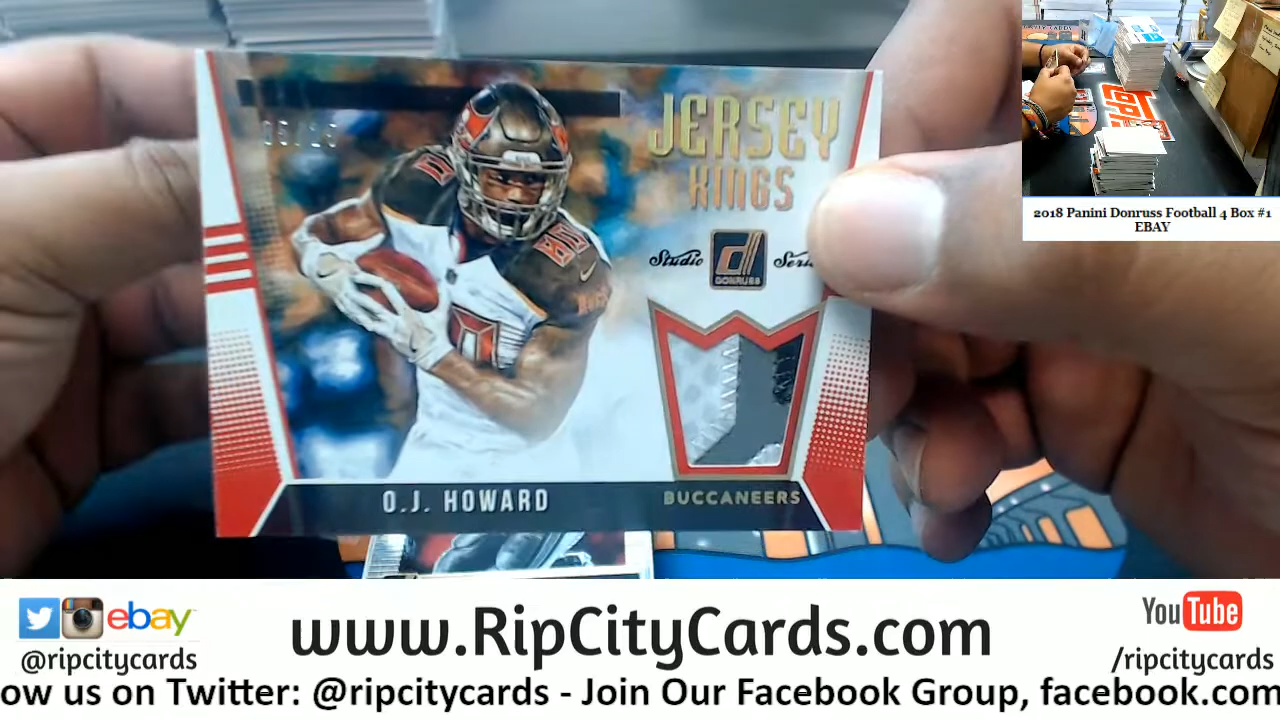 JERSEY
KINGS
Studio
DONRUSS
80
O.J. HOWARD
BUCCANEERS
2018 Panini Donruss Football 4 Box #1
EBAY
ebay
@ripcitycards
www.RipCityCards.com
YouTube
/ripcitycards
ow us on Twitter: @ripcitycards - Join Our Facebook Group, facebook.com